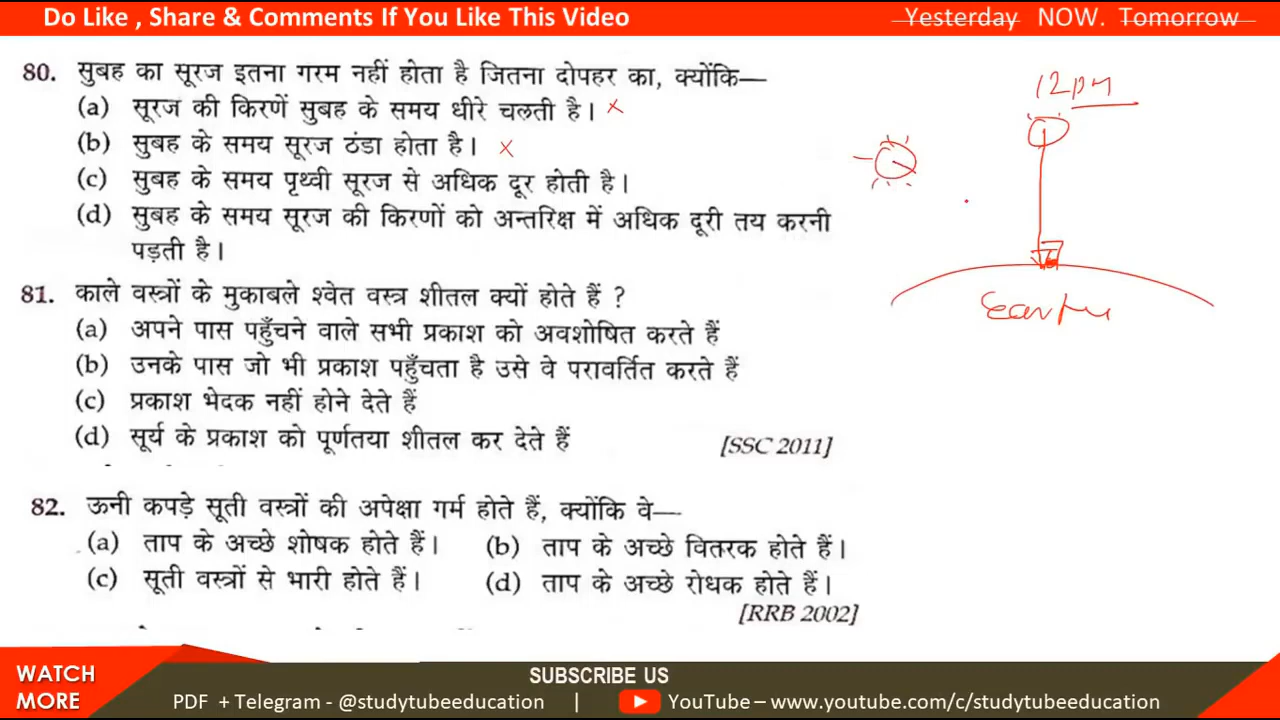 Do Like , Share & Comments If You Like This Video
Yesterday NOW. Tomorrow
80. सुबह का सूरज इतना गरम नहीं होता है जितना दोपहर का, क्योंकि—
(a) सूरज की किरणें सुबह के समय धीरे चलती है।
(b) सुबह के समय सूरज ठंडा होता है।
(c) सुबह के समय पृथ्वी सूरज से अधिक दूर होती है।
(d) सुबह के समय सूरज की किरणों को अन्तरिक्ष में अधिक दूरी तय करनी
पड़ती है।
12pm
Earth
81. काले वस्त्रों के मुकाबले श्वेत वस्त्र शीतल क्यों होते हैं ?
(a) अपने पास पहुँचने वाले सभी प्रकाश को अवशोषित करते हैं
(b) उनके पास जो भी प्रकाश पहुँचता है उसे वे परावर्तित करते हैं
(c) प्रकाश भेदक नहीं होने देते हैं
(d) सूर्य के प्रकाश को पूर्णतया शीतल कर देते हैं [SSC 2011]
82. ऊनी कपड़े सूती वस्त्रों की अपेक्षा गर्म होते हैं, क्योंकि वे—
(a) ताप के अच्छे शोषक होते हैं। (b) ताप के अच्छे वितरक होते हैं।
(c) सूती वस्त्रों से भारी होते हैं। (d) ताप के अच्छे रोधक होते हैं।
[RRB 2002]
WATCH
MORE
SUBSCRIBE US
PDF + Telegram - @studytubeeducation | YouTube – www.youtube.com/c/studytubeeducation